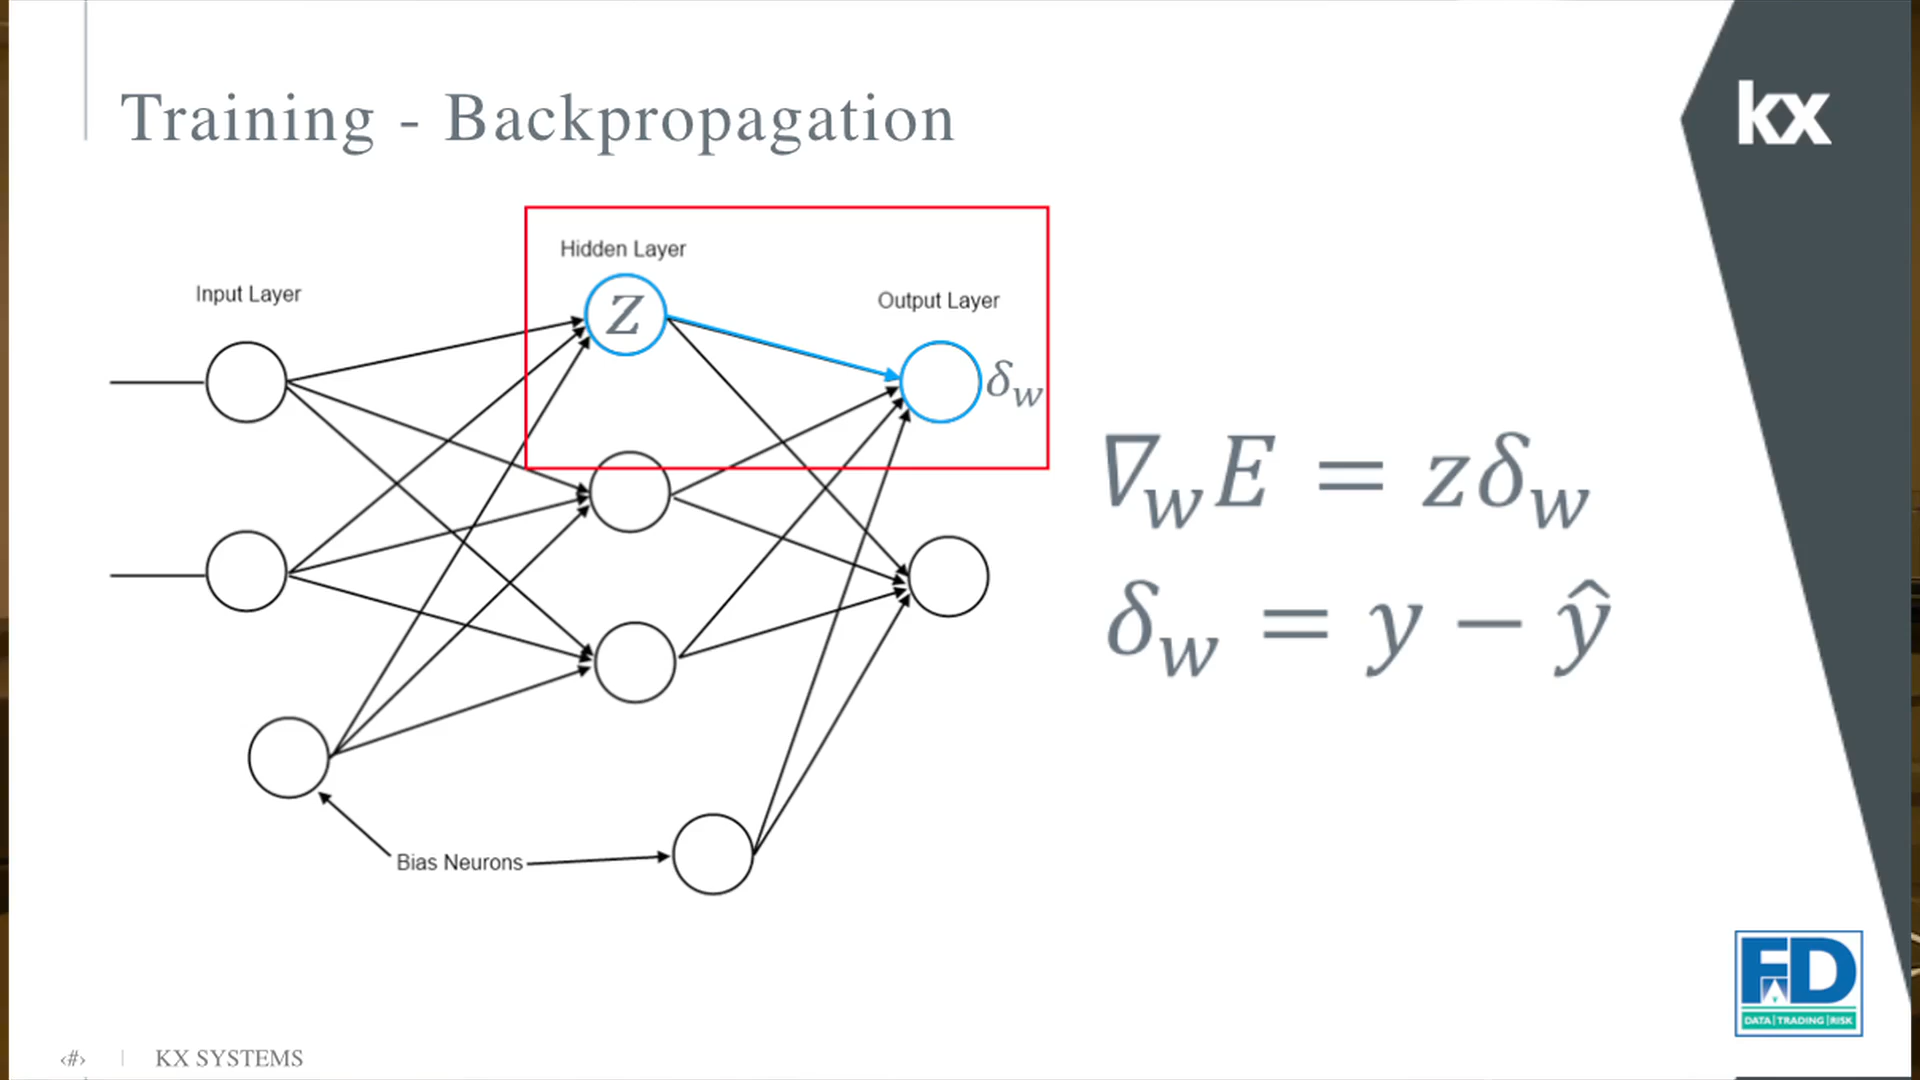 Training - Backpropagation
kx
Hidden Layer
Input Layer
Output Layer
Z
δw
∇wE = zδw
δw = y − ŷ
Bias Neurons
FD
DATA | TRADING | RISK
‹#› | KX SYSTEMS